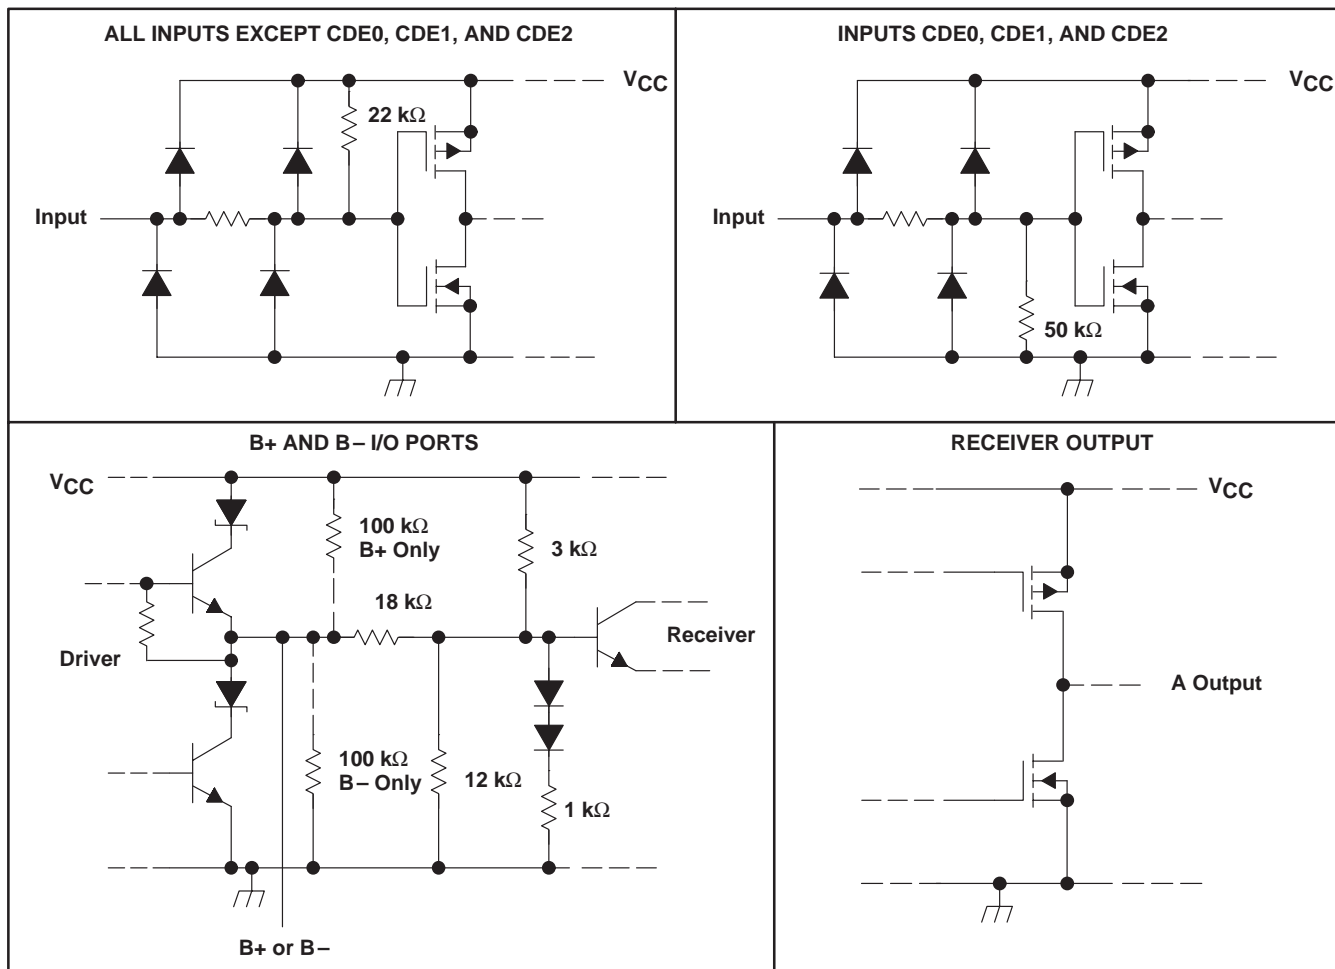 ALL INPUTS EXCEPT CDE0, CDE1, AND CDE2
VCC
22 kΩ
Input
INPUTS CDE0, CDE1, AND CDE2
VCC
Input
50 kΩ
B+ AND B– I/O PORTS
VCC
100 kΩ
B+ Only
3 kΩ
18 kΩ
Driver
Receiver
100 kΩ
B– Only
12 kΩ
1 kΩ
B+ or B–
RECEIVER OUTPUT
VCC
A Output